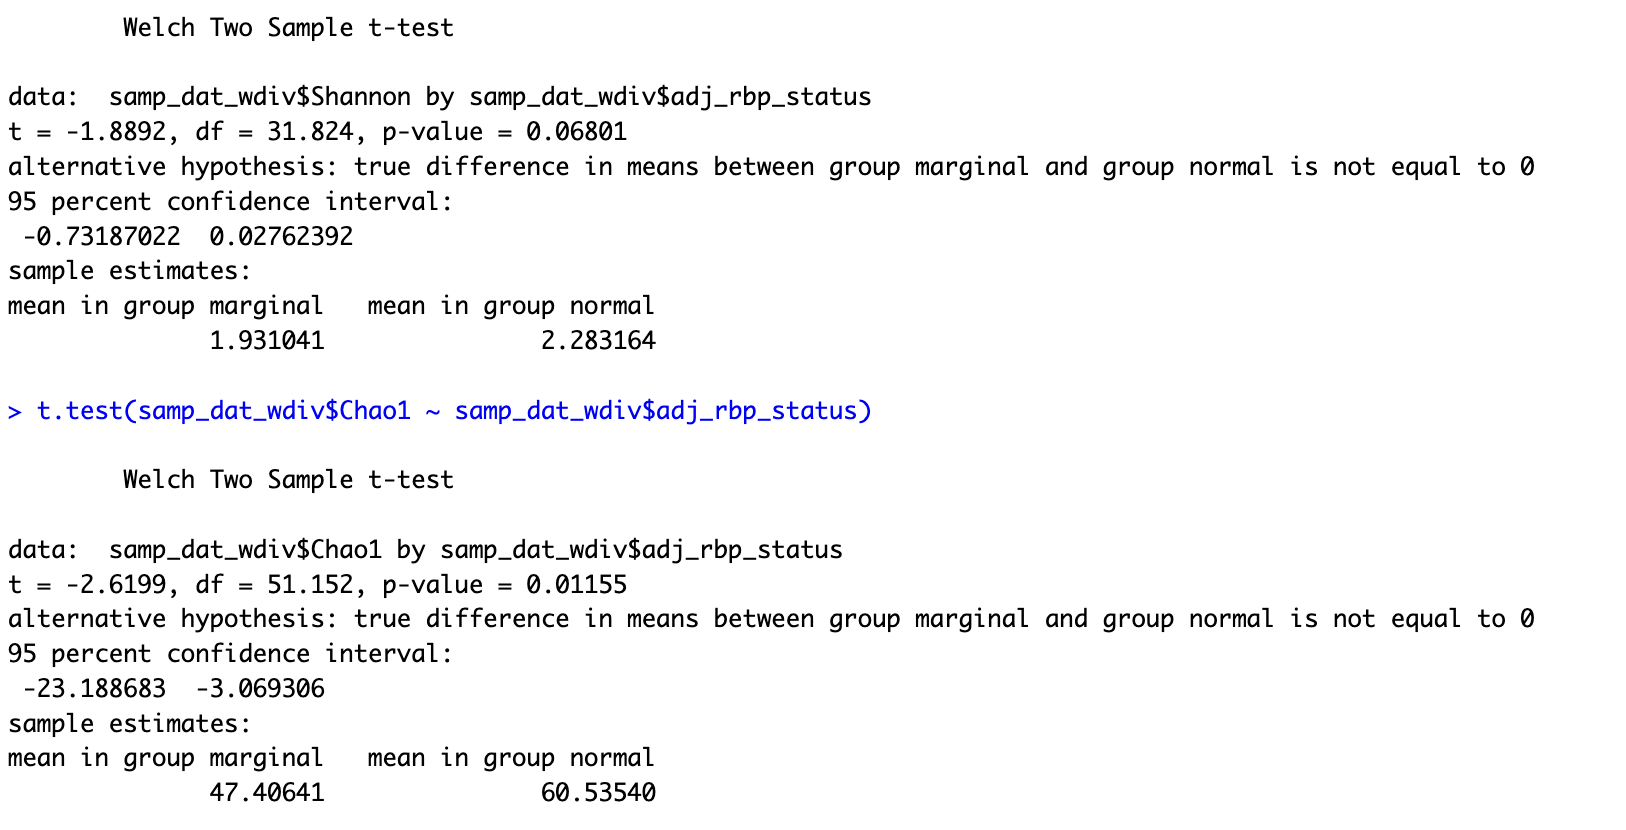 Welch Two Sample t-test
data:  samp_dat_wdiv$Shannon by samp_dat_wdiv$adj_rbp_status
t = -1.8892, df = 31.824, p-value = 0.06801
alternative hypothesis: true difference in means between group marginal and group normal is not equal to 0
95 percent confidence interval:
 -0.73187022  0.02762392
sample estimates:
mean in group marginal   mean in group normal
              1.931041               2.283164
> t.test(samp_dat_wdiv$Chao1 ~ samp_dat_wdiv$adj_rbp_status)
Welch Two Sample t-test
data:  samp_dat_wdiv$Chao1 by samp_dat_wdiv$adj_rbp_status
t = -2.6199, df = 51.152, p-value = 0.01155
alternative hypothesis: true difference in means between group marginal and group normal is not equal to 0
95 percent confidence interval:
 -23.188683  -3.069306
sample estimates:
mean in group marginal   mean in group normal
              47.40641               60.53540